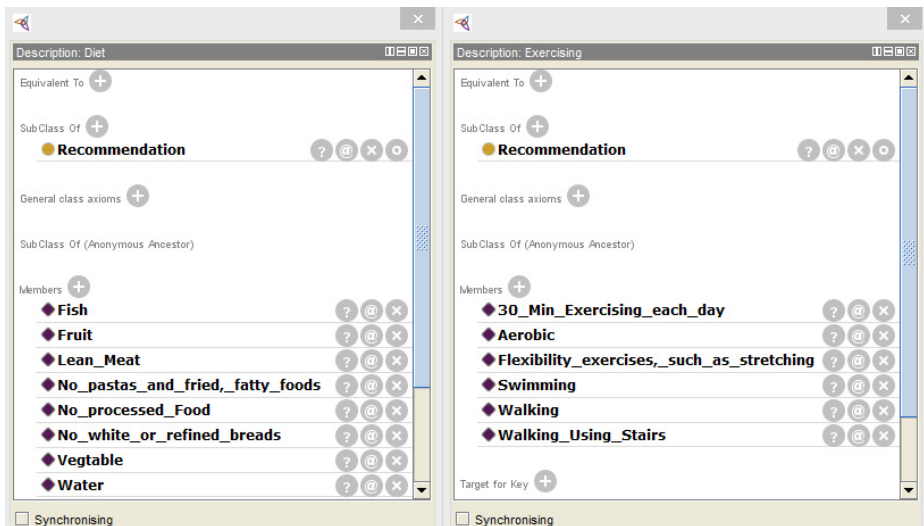 Description: Diet
Equivalent To
SubClass Of
Recommendation
General class axioms
SubClass Of (Anonymous Ancestor)
Members
Fish
Fruit
Lean_Meat
No_pastas_and_fried,_fatty_foods
No_processed_Food
No_white_or_refined_breads
Vegtable
Water
Synchronising
Description: Exercising
Equivalent To
SubClass Of
Recommendation
General class axioms
SubClass Of (Anonymous Ancestor)
Members
30_Min_Exercising_each_day
Aerobic
Flexibility_exercises,_such_as_stretching
Swimming
Walking
Walking_Using_Stairs
Target for Key
Synchronising